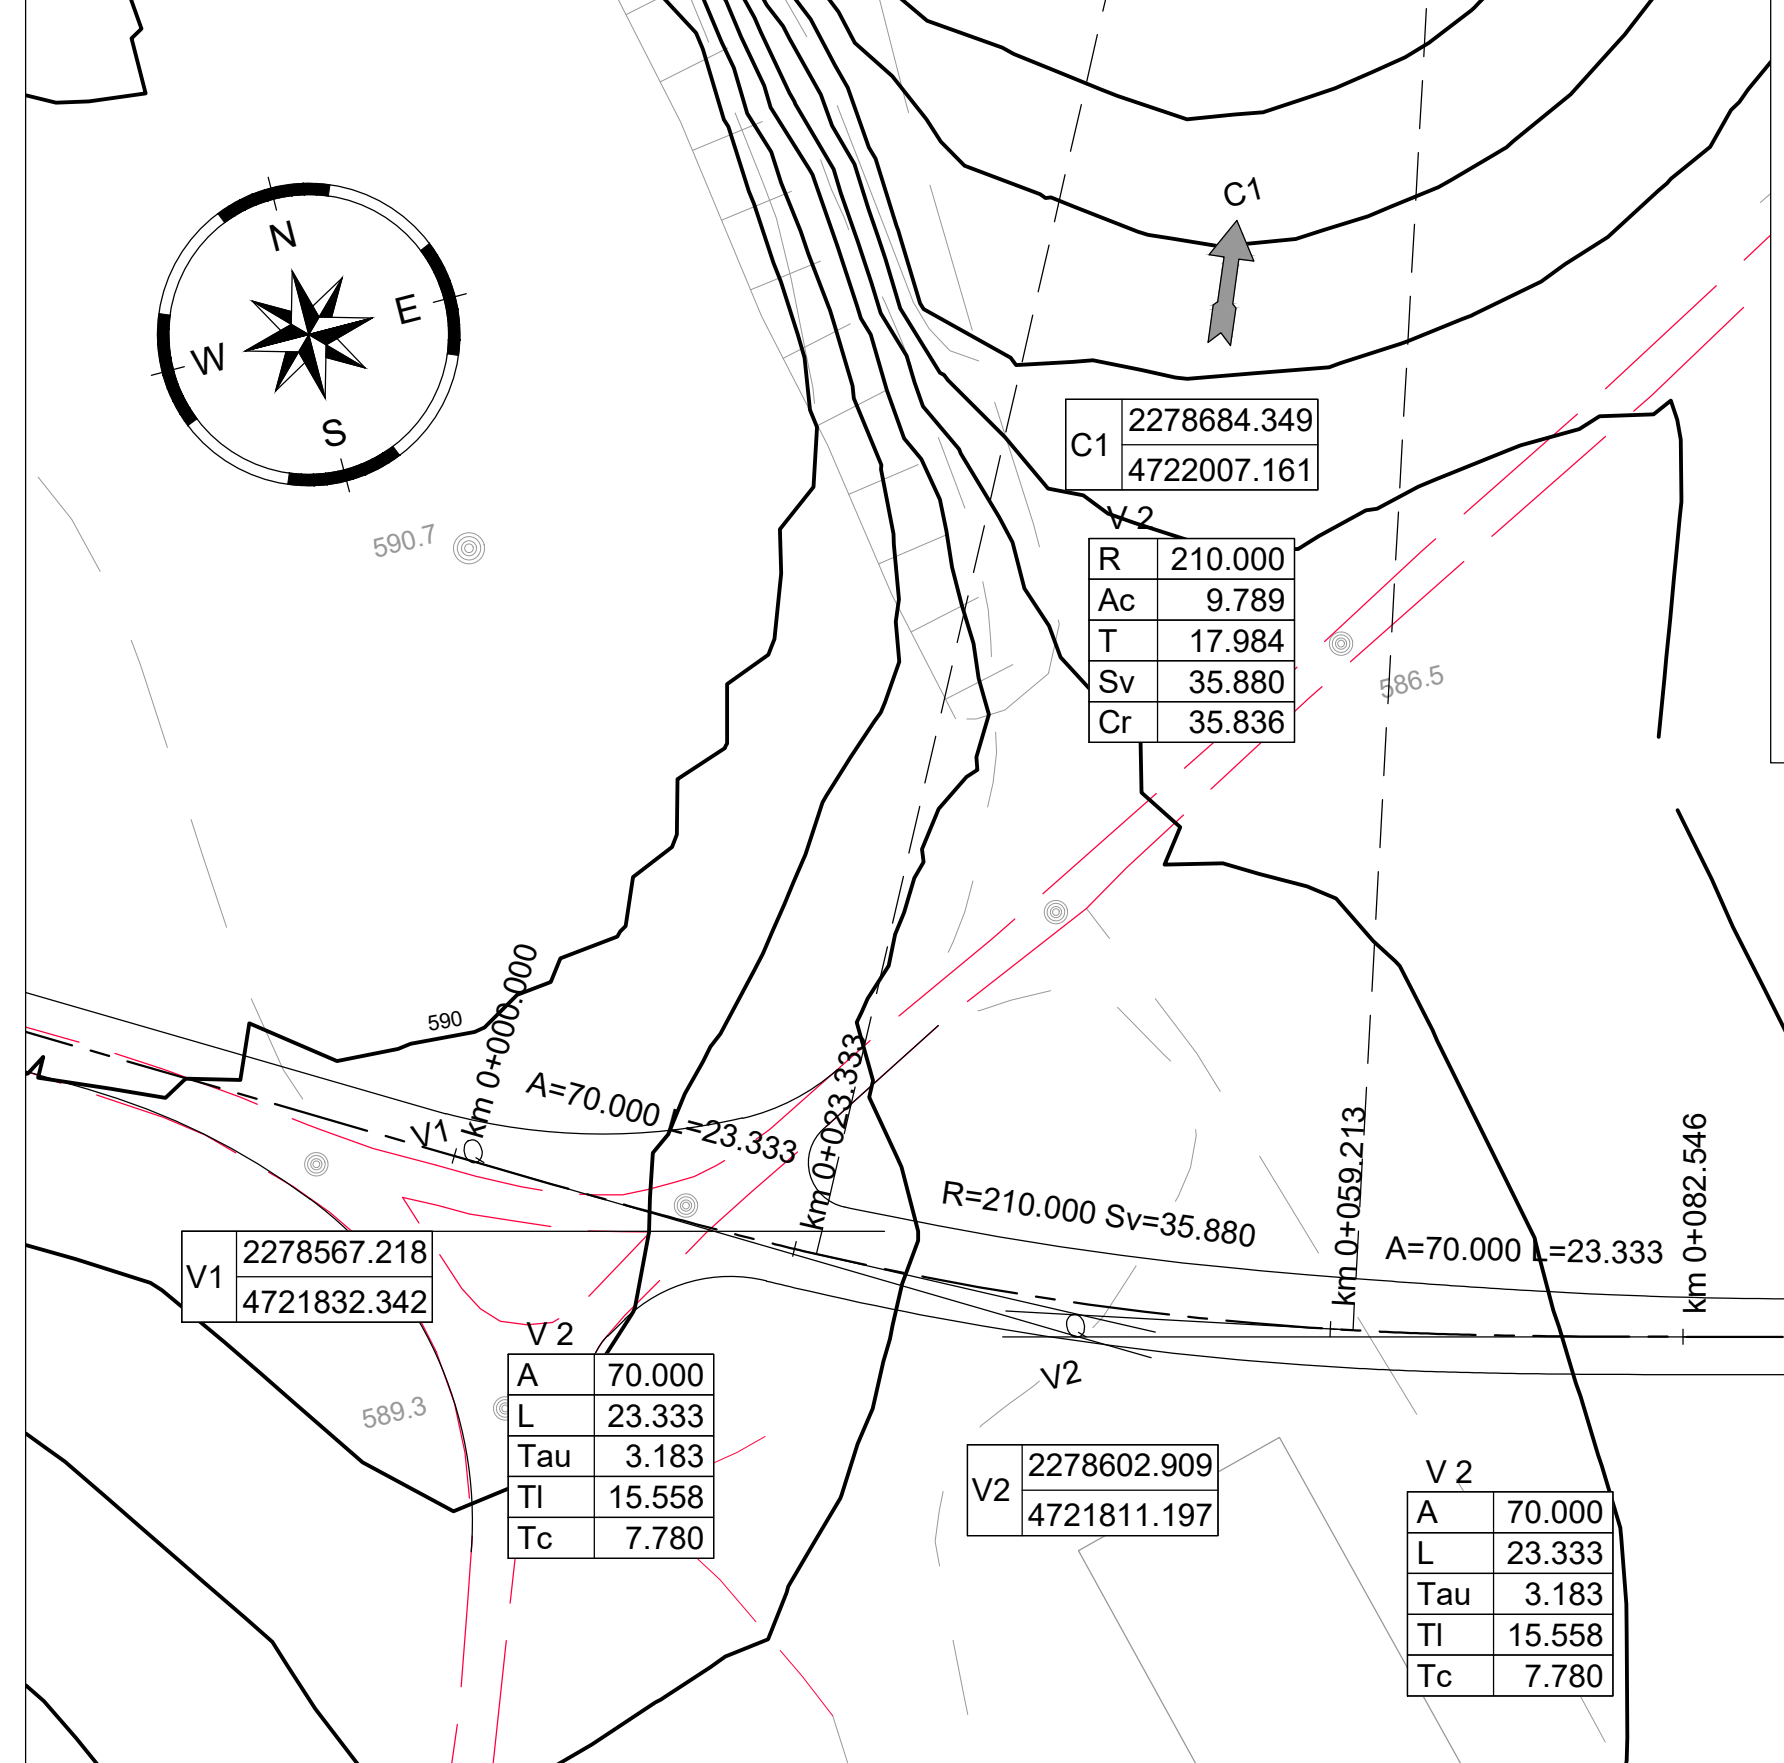 C1
N
E
W
S
C1
2278684.349
4722007.161
590.7
V 2
R 210.000
Ac 9.789
T 17.984
Sv 35.880
Cr 35.836
586.5
590
km 0+000.000
A=70.000 L=23.333
V1
km 0+023.333
R=210.000 Sv=35.880
km 0+059.213
A=70.000 L=23.333
km 0+082.546
V1
2278567.218
4721832.342
V 2
A 70.000
L 23.333
Tau 3.183
Tl 15.558
Tc 7.780
589.3
V2
V2
2278602.909
4721811.197
V 2
A 70.000
L 23.333
Tau 3.183
Tl 15.558
Tc 7.780